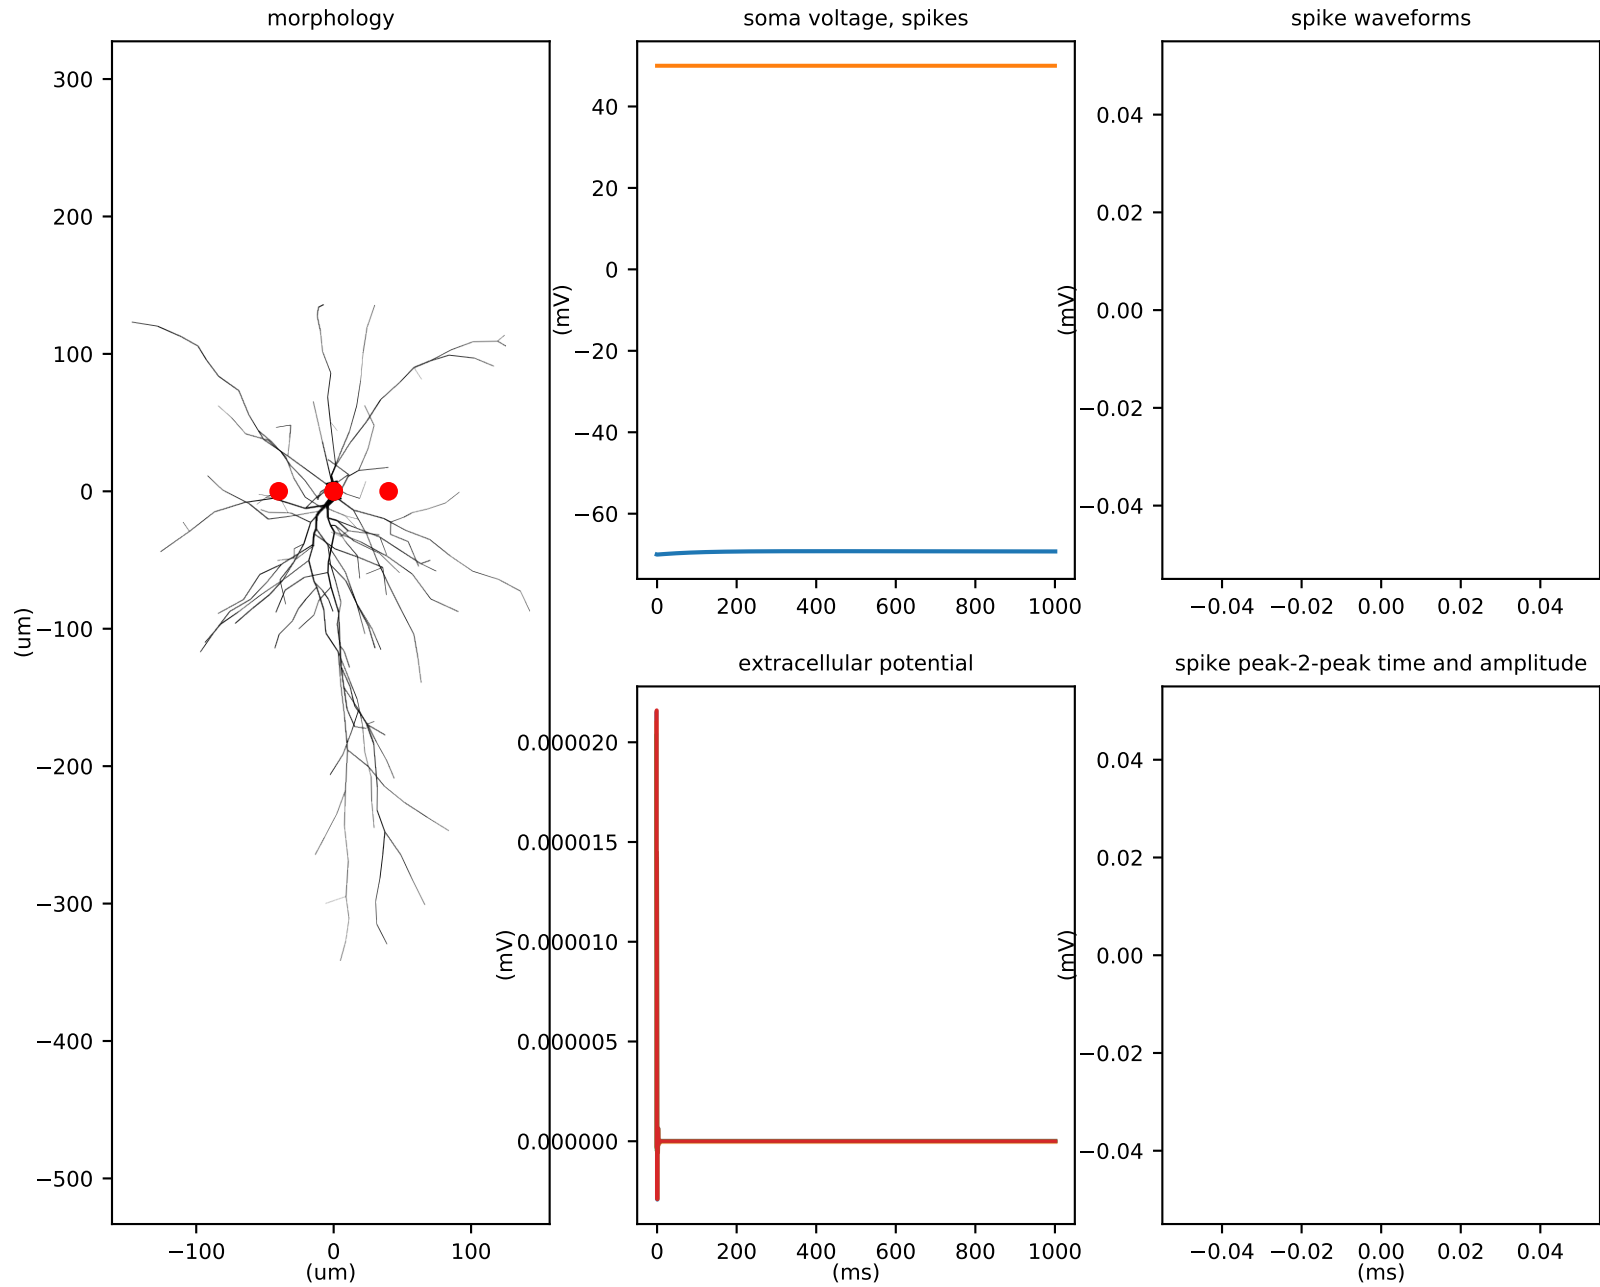 morphology
300
200
100
0
−100
−200
−300
−400
−500
(um)
−100 0 100
(um)
soma voltage, spikes
40
20
0
−20
−40
−60
(mV)
0 200 400 600 800 1000
spike waveforms
0.04
0.02
0.00
−0.02
−0.04
(mV)
−0.04 −0.02 0.00 0.02 0.04
extracellular potential
0.000020
0.000015
0.000010
0.000005
0.000000
(mV)
0 200 400 600 800 1000
(ms)
spike peak-2-peak time and amplitude
0.04
0.02
0.00
−0.02
−0.04
(mV)
−0.04 −0.02 0.00 0.02 0.04
(ms)